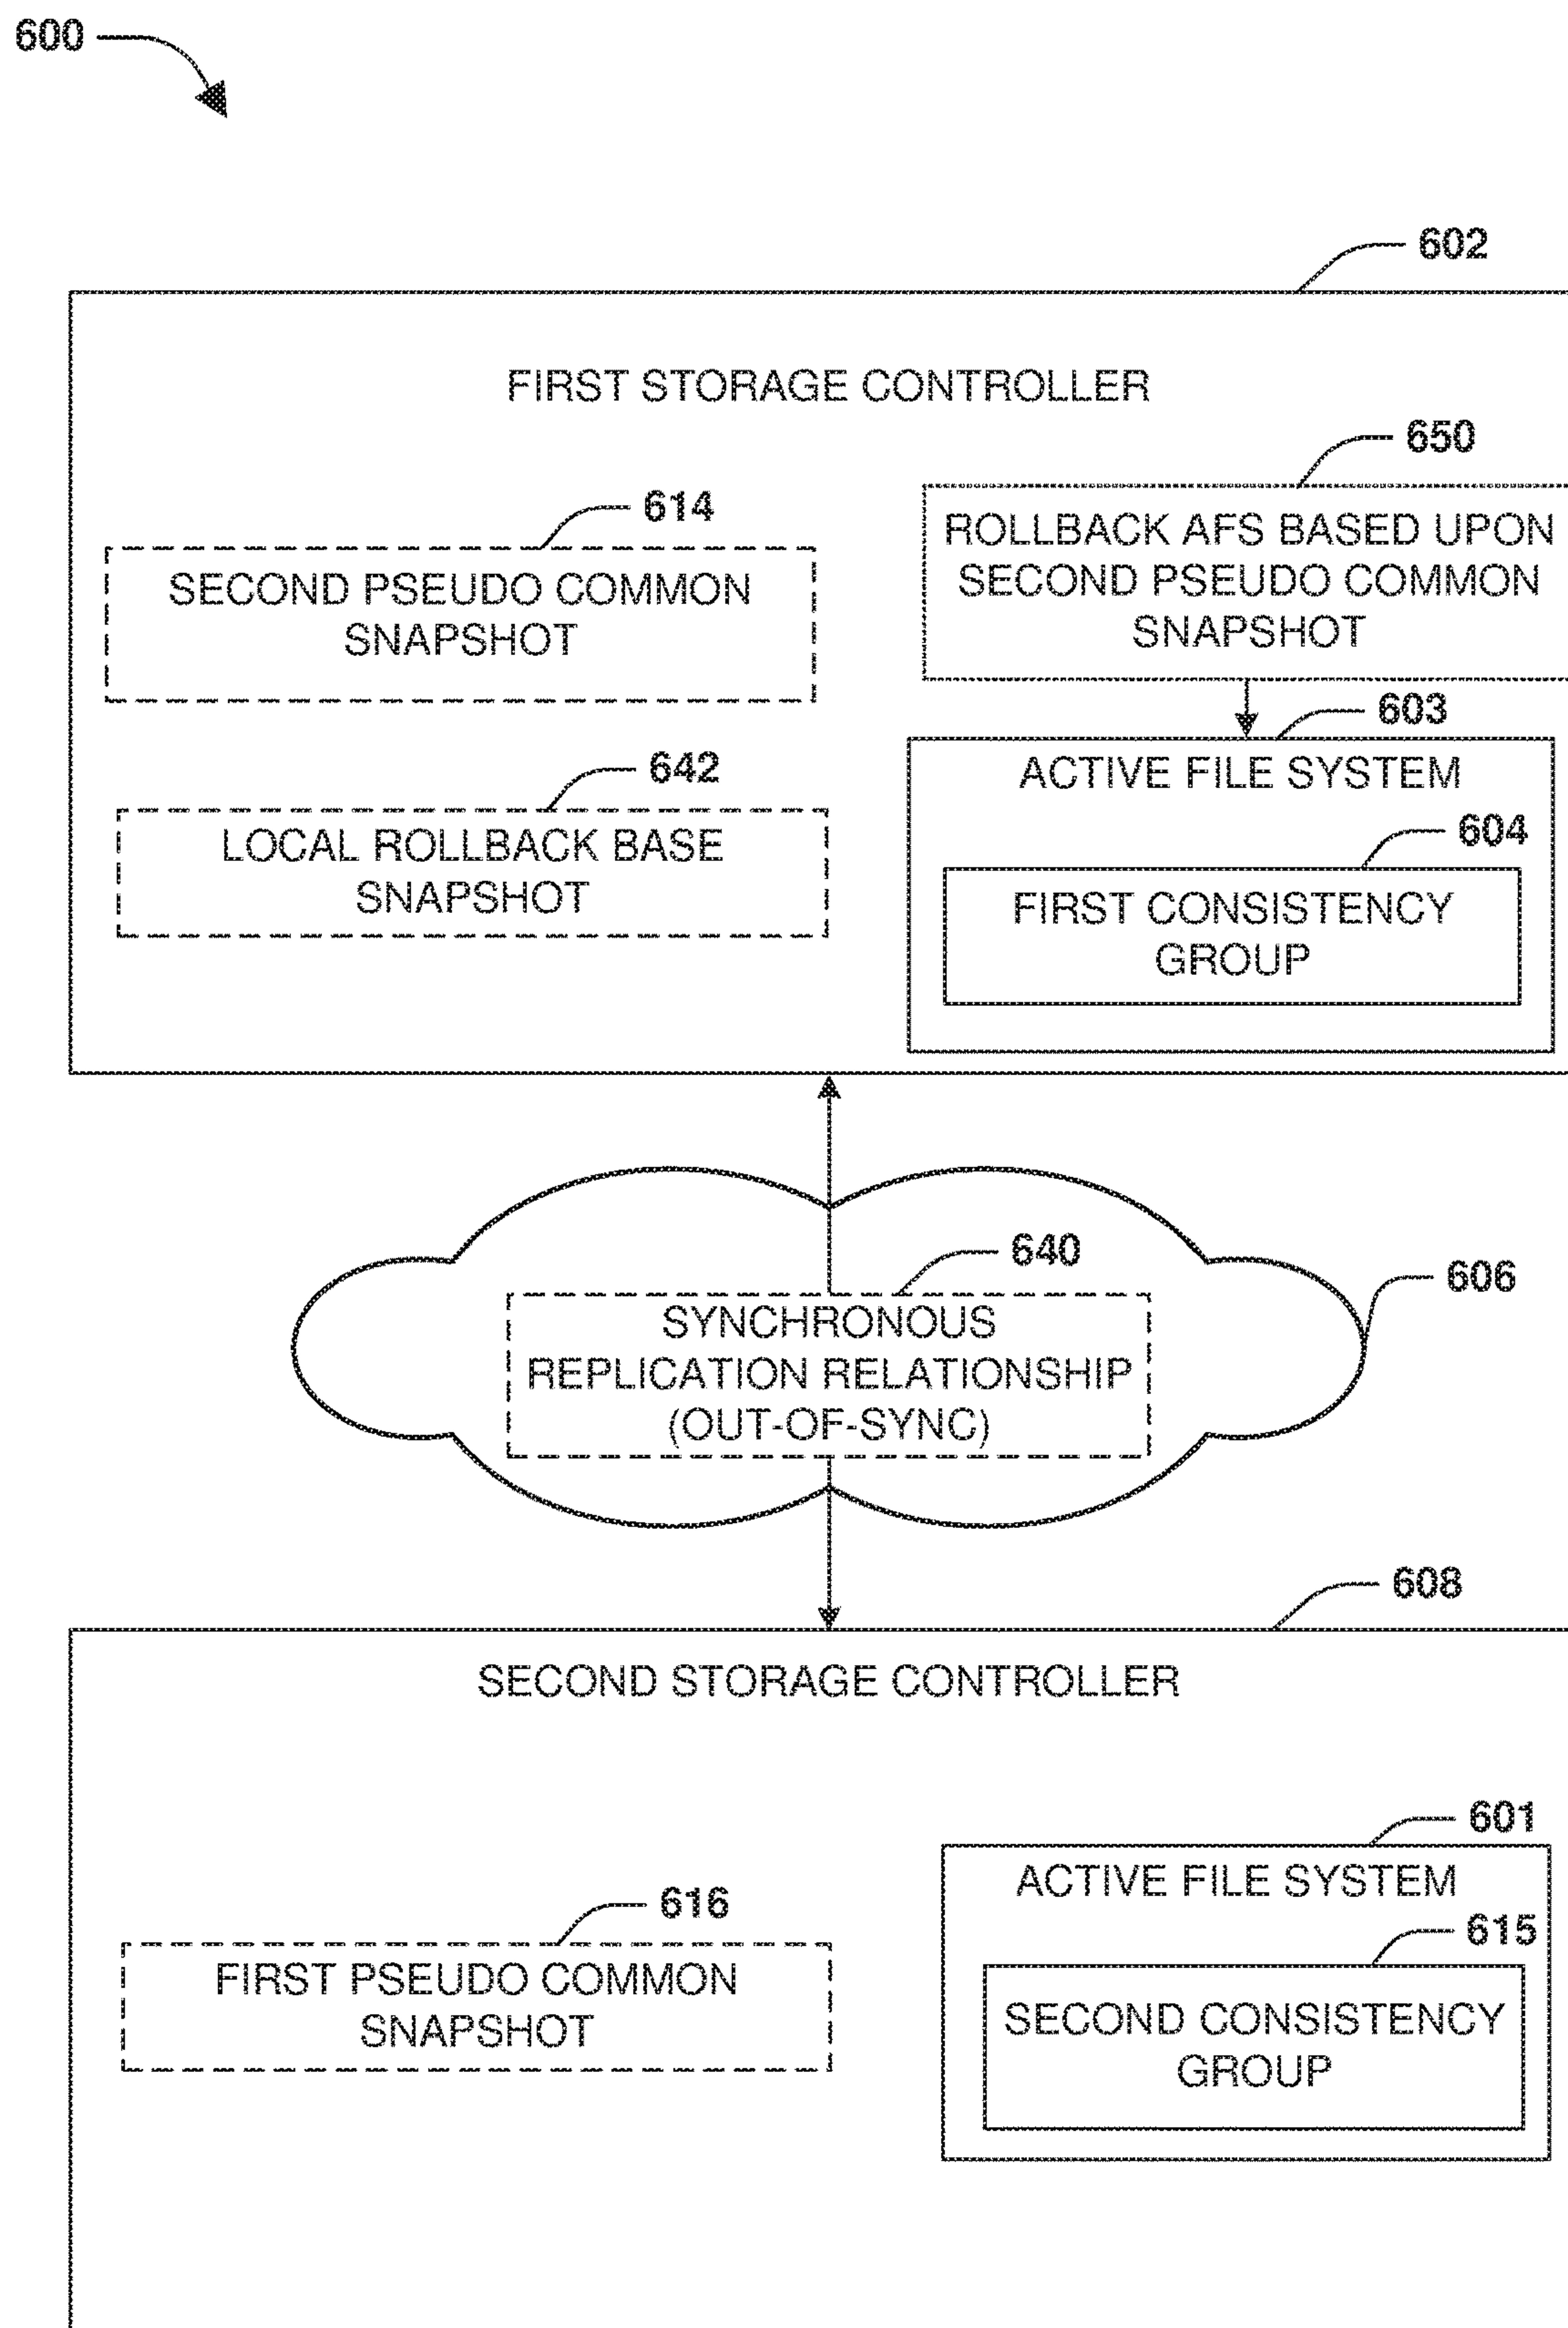 600
602
FIRST STORAGE CONTROLLER
650
ROLLBACK AFS BASED UPON
SECOND PSEUDO COMMON
SNAPSHOT
614
SECOND PSEUDO COMMON
SNAPSHOT
603
ACTIVE FILE SYSTEM
642
LOCAL ROLLBACK BASE
SNAPSHOT
604
FIRST CONSISTENCY
GROUP
640
606
SYNCHRONOUS
REPLICATION RELATIONSHIP
(OUT-OF-SYNC)
608
SECOND STORAGE CONTROLLER
601
ACTIVE FILE SYSTEM
616
FIRST PSEUDO COMMON
SNAPSHOT
615
SECOND CONSISTENCY
GROUP